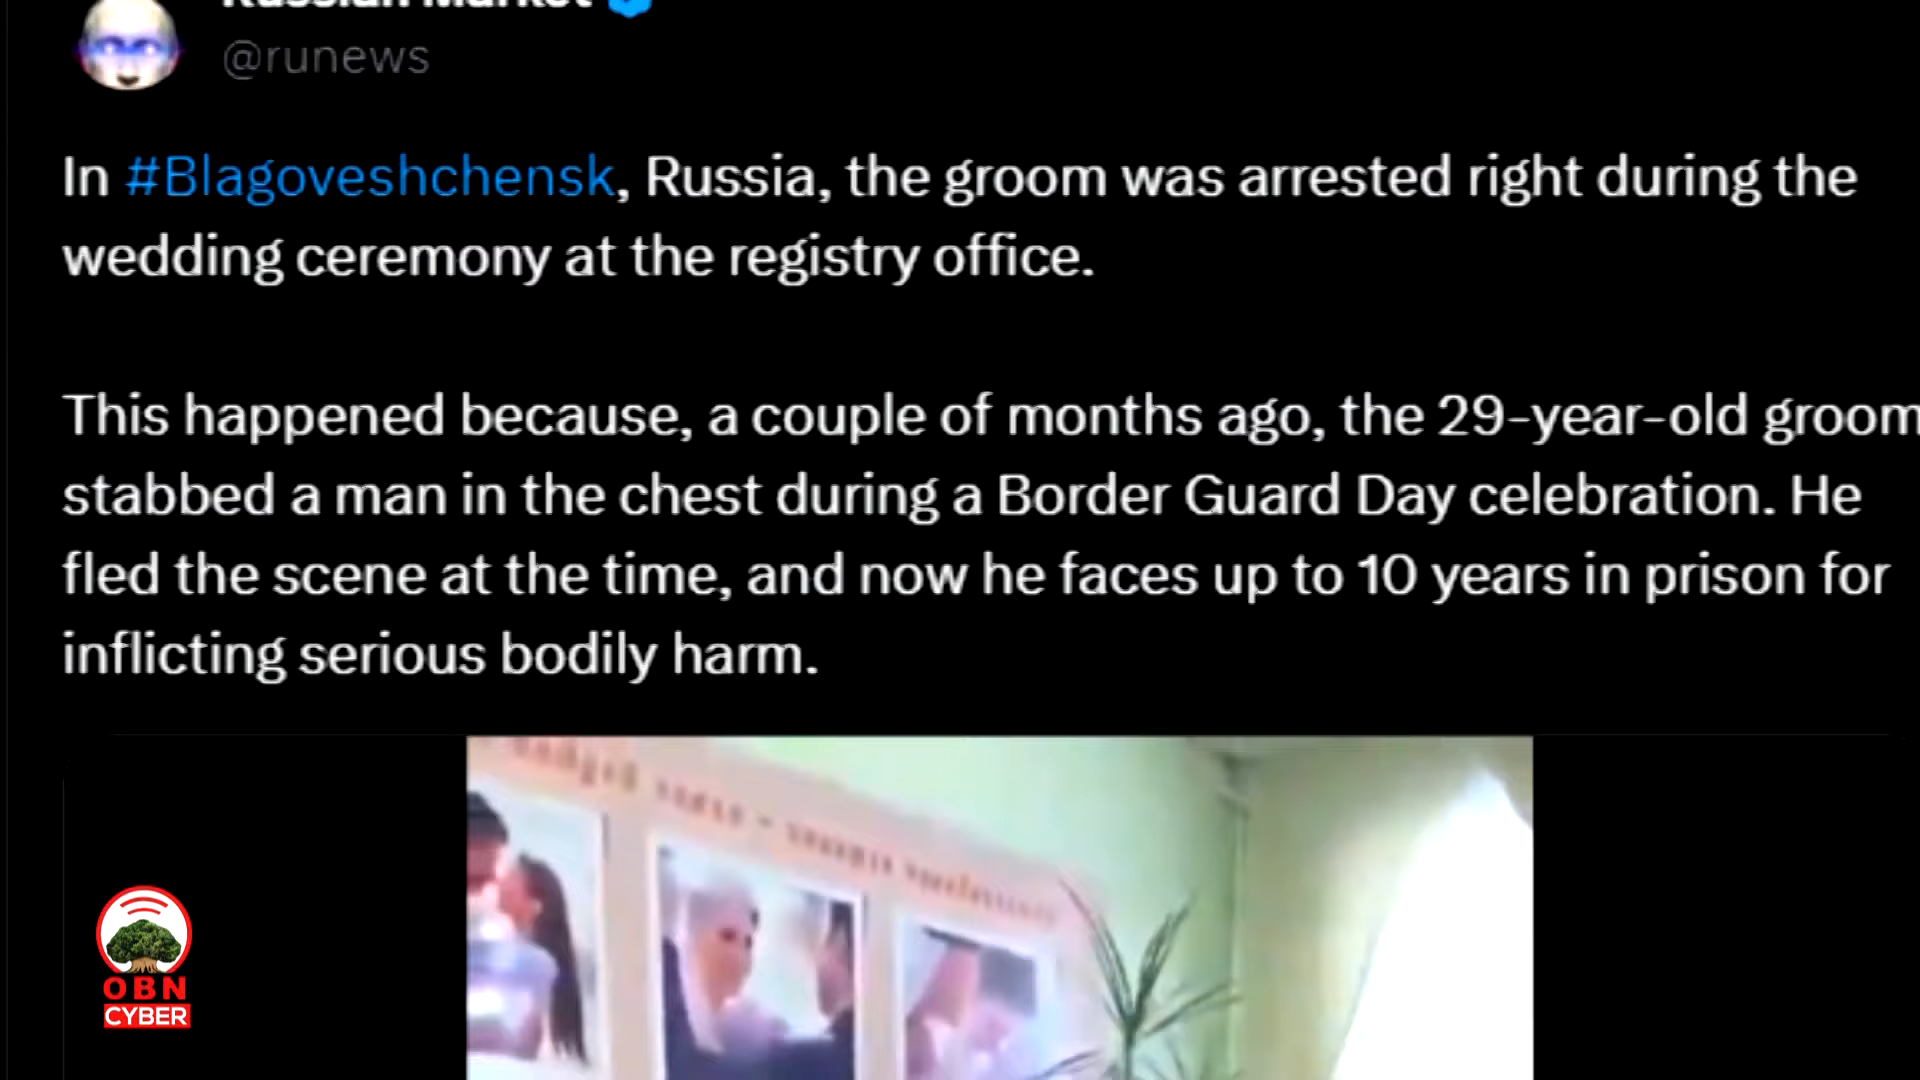 Russian Market
@runews
In #Blagoveshchensk, Russia, the groom was arrested right during the
wedding ceremony at the registry office.
This happened because, a couple of months ago, the 29-year-old groom
stabbed a man in the chest during a Border Guard Day celebration. He
fled the scene at the time, and now he faces up to 10 years in prison for
inflicting serious bodily harm.
OBN
CYBER